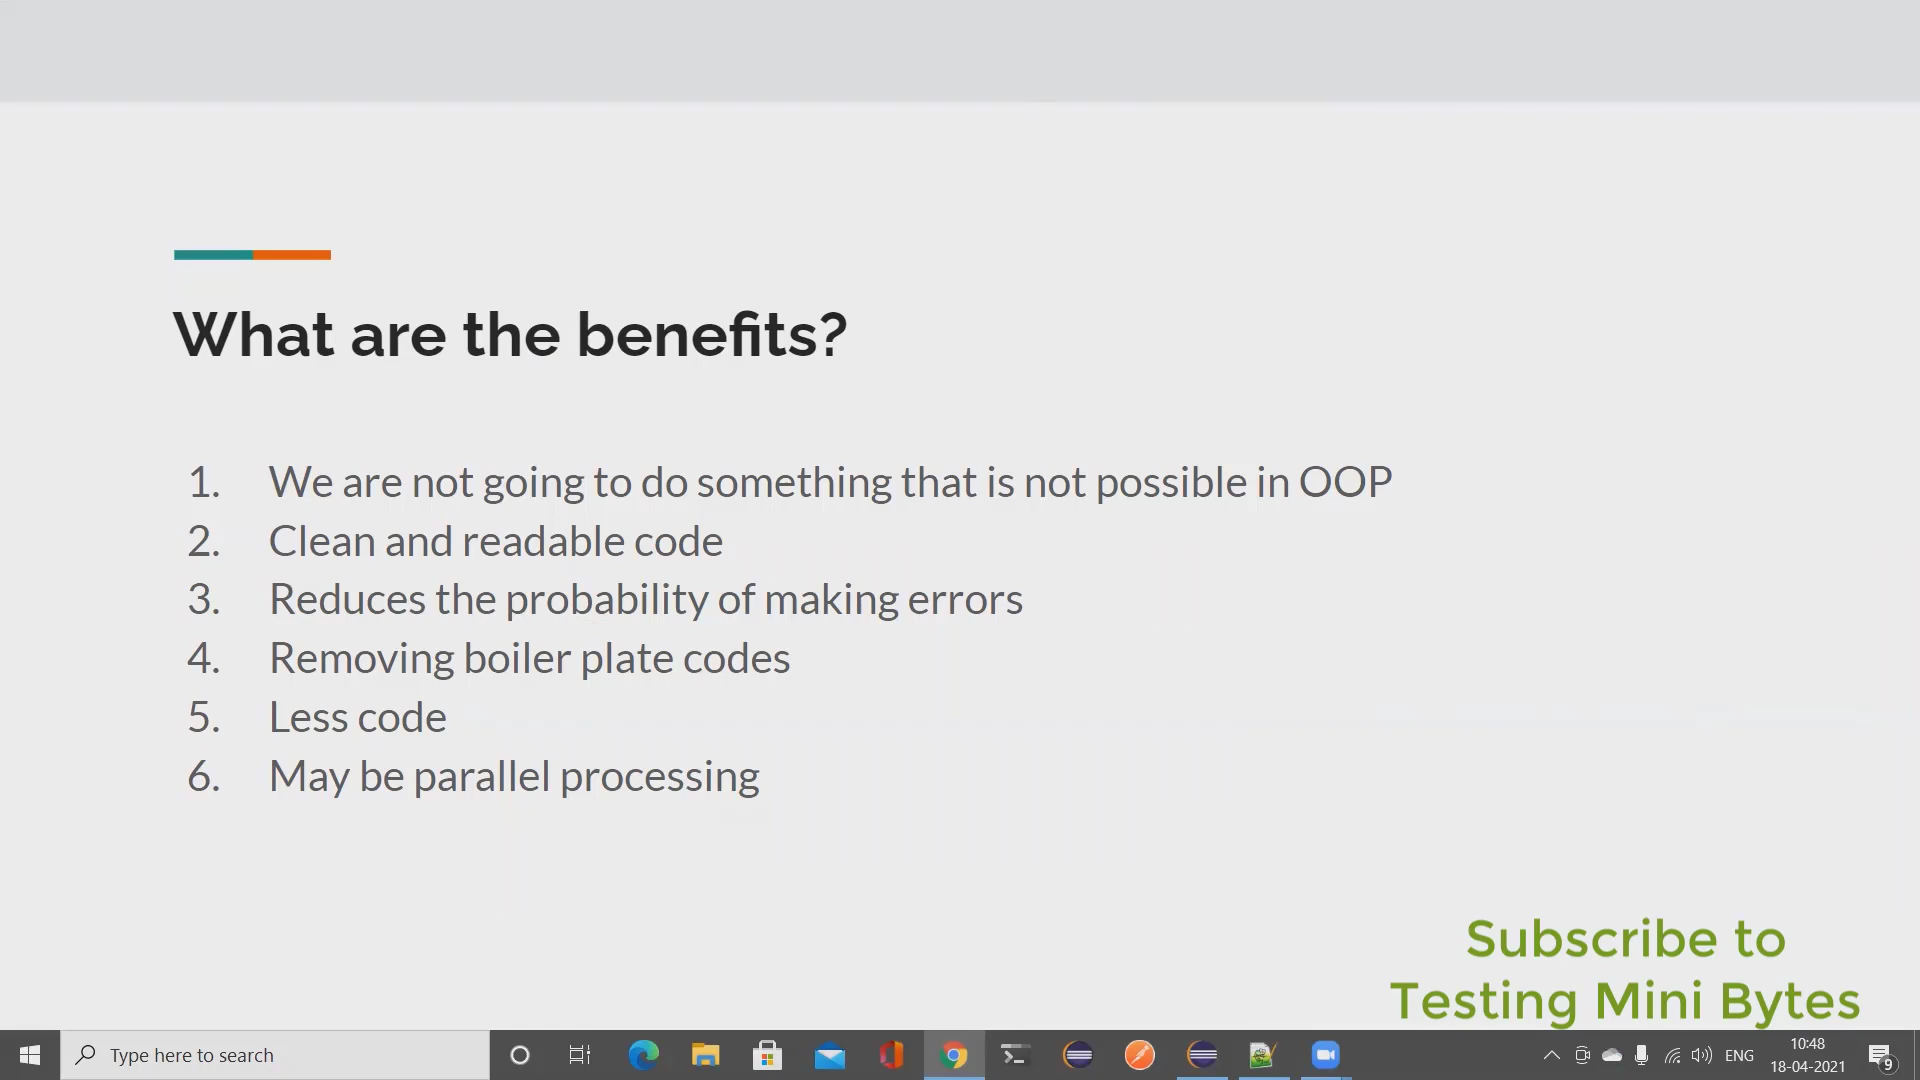 What are the benefits?
1. We are not going to do something that is not possible in OOP
2. Clean and readable code
3. Reduces the probability of making errors
4. Removing boiler plate codes
5. Less code
6. May be parallel processing
Subscribe to
Testing Mini Bytes
Type here to search
ENG
10:48
18-04-2021
9